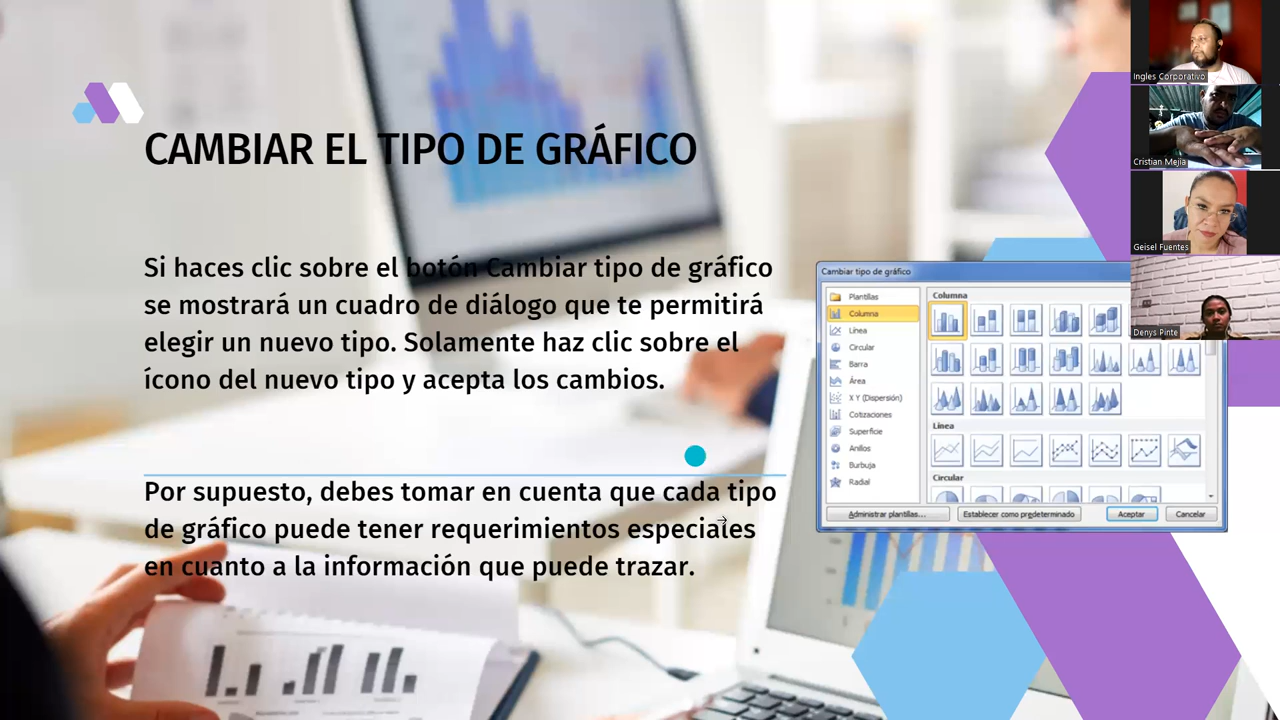 CAMBIAR EL TIPO DE GRÁFICO
Si haces clic sobre el botón Cambiar tipo de gráfico
se mostrará un cuadro de diálogo que te permitirá
elegir un nuevo tipo. Solamente haz clic sobre el
ícono del nuevo tipo y acepta los cambios.
Por supuesto, debes tomar en cuenta que cada tipo
de gráfico puede tener requerimientos especiales
en cuanto a la información que puede trazar.
Cambiar tipo de gráfico
Plantillas
Columna
Línea
Circular
Barra
Área
X Y (Dispersión)
Cotizaciones
Superficie
Anillos
Burbuja
Radial
Columna
Línea
Circular
Administrar plantillas...
Establecer como predeterminado
Aceptar
Cancelar
Ingles Corporativo
Cristian Mejia
Geisel Fuentes
Denys Pinte